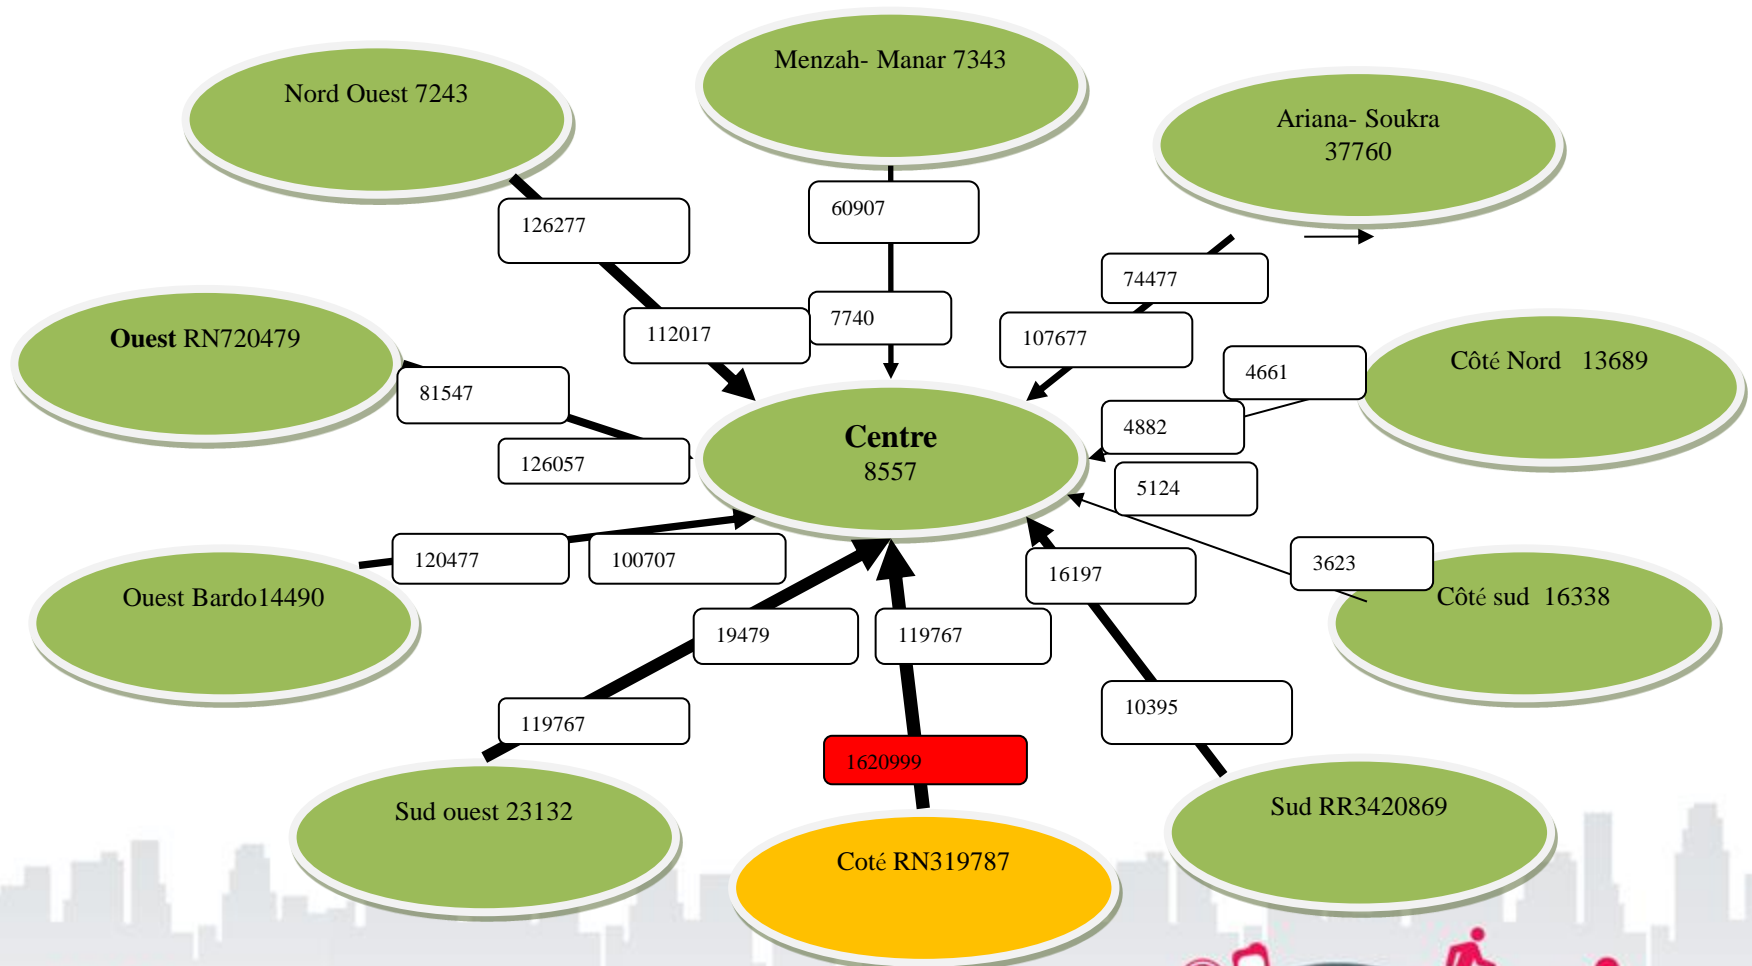 Menzah- Manar 7343
Nord Ouest 7243
Ariana- Soukra
37760
126277
60907
74477
112017
7740
107677
Ouest RN720479
81547
126057
Centre
8557
4661
4882
5124
Côté Nord 13689
120477
100707
Ouest Bardo14490
16197
3623
Côté sud 16338
19479
119767
119767
10395
1620999
Sud ouest 23132
Coté RN319787
Sud RR3420869